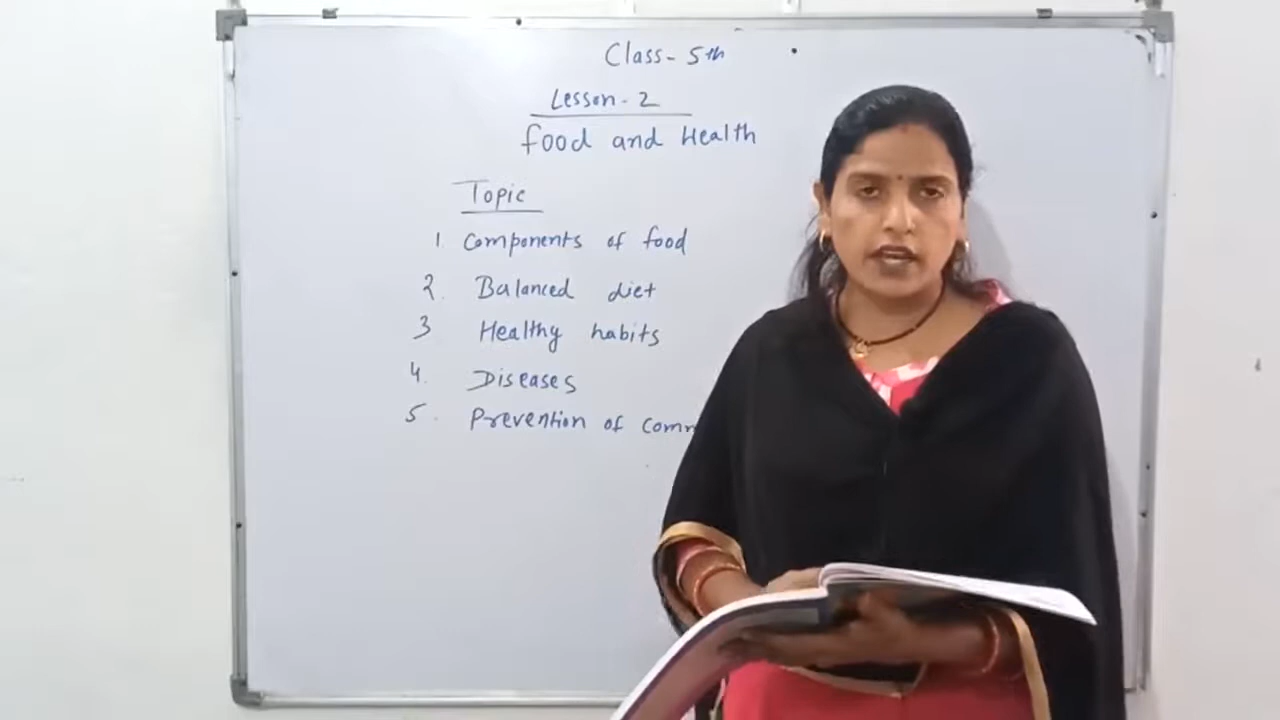 Class- 5th
Lesson-2
food and Health
Topic
1. Components of food
2. Balanced diet
3 Healthy habits
4. Diseases
5. Prevention of comm